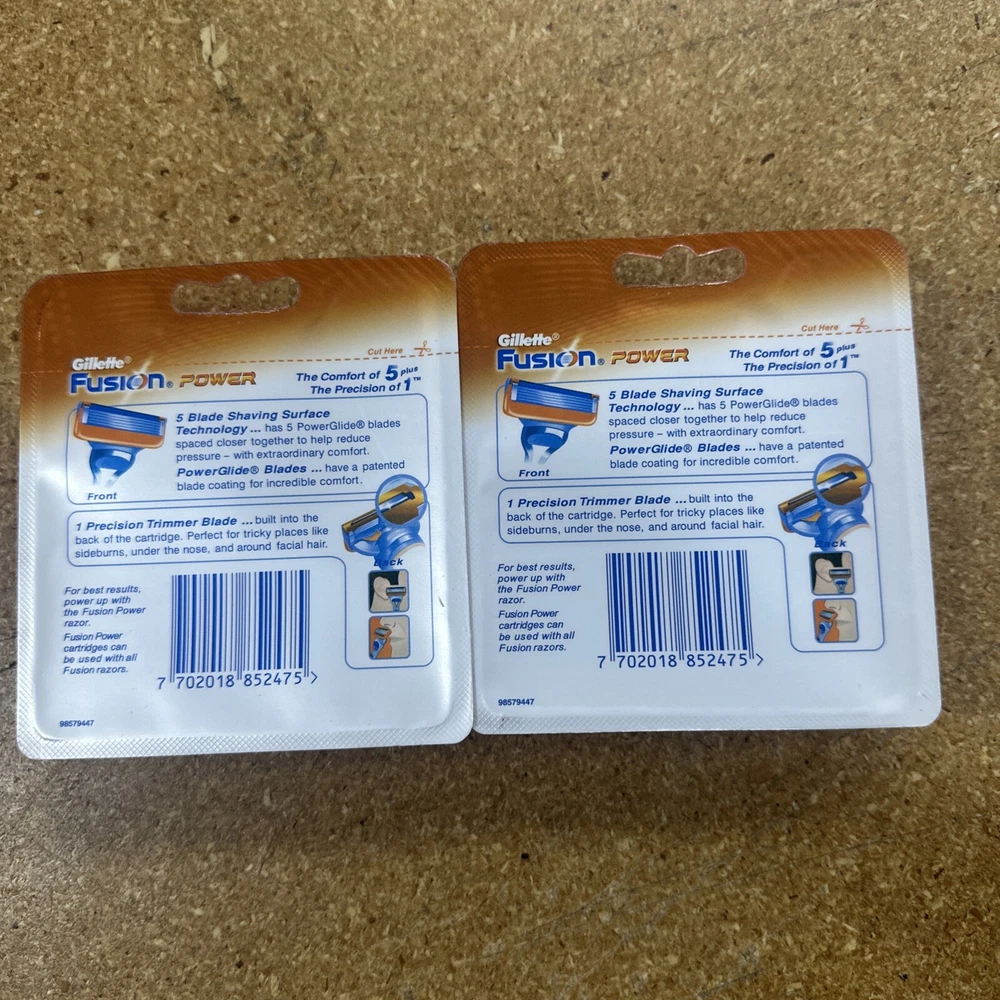 Cut Here
Gillette®
FUSION® POWER
The Comfort of 5 plus
The Precision of 1™
5 Blade Shaving Surface
Technology ... has 5 PowerGlide® blades
spaced closer together to help reduce
pressure – with extraordinary comfort.
PowerGlide® Blades ... have a patented
blade coating for incredible comfort.
Front
1 Precision Trimmer Blade ... built into the
back of the cartridge. Perfect for tricky places like
sideburns, under the nose, and around facial hair.
Back
For best results,
power up with
the Fusion Power
razor.
Fusion Power
cartridges can
be used with all
Fusion razors.
7 702018 852475 >
98579447
Cut Here
Gillette®
FUSION® POWER
The Comfort of 5 plus
The Precision of 1™
5 Blade Shaving Surface
Technology ... has 5 PowerGlide® blades
spaced closer together to help reduce
pressure – with extraordinary comfort.
PowerGlide® Blades ... have a patented
blade coating for incredible comfort.
Front
1 Precision Trimmer Blade ... built into the
back of the cartridge. Perfect for tricky places like
sideburns, under the nose, and around facial hair.
Back
For best results,
power up with
the Fusion Power
razor.
Fusion Power
cartridges can
be used with all
Fusion razors.
7 702018 852475 >
98579447